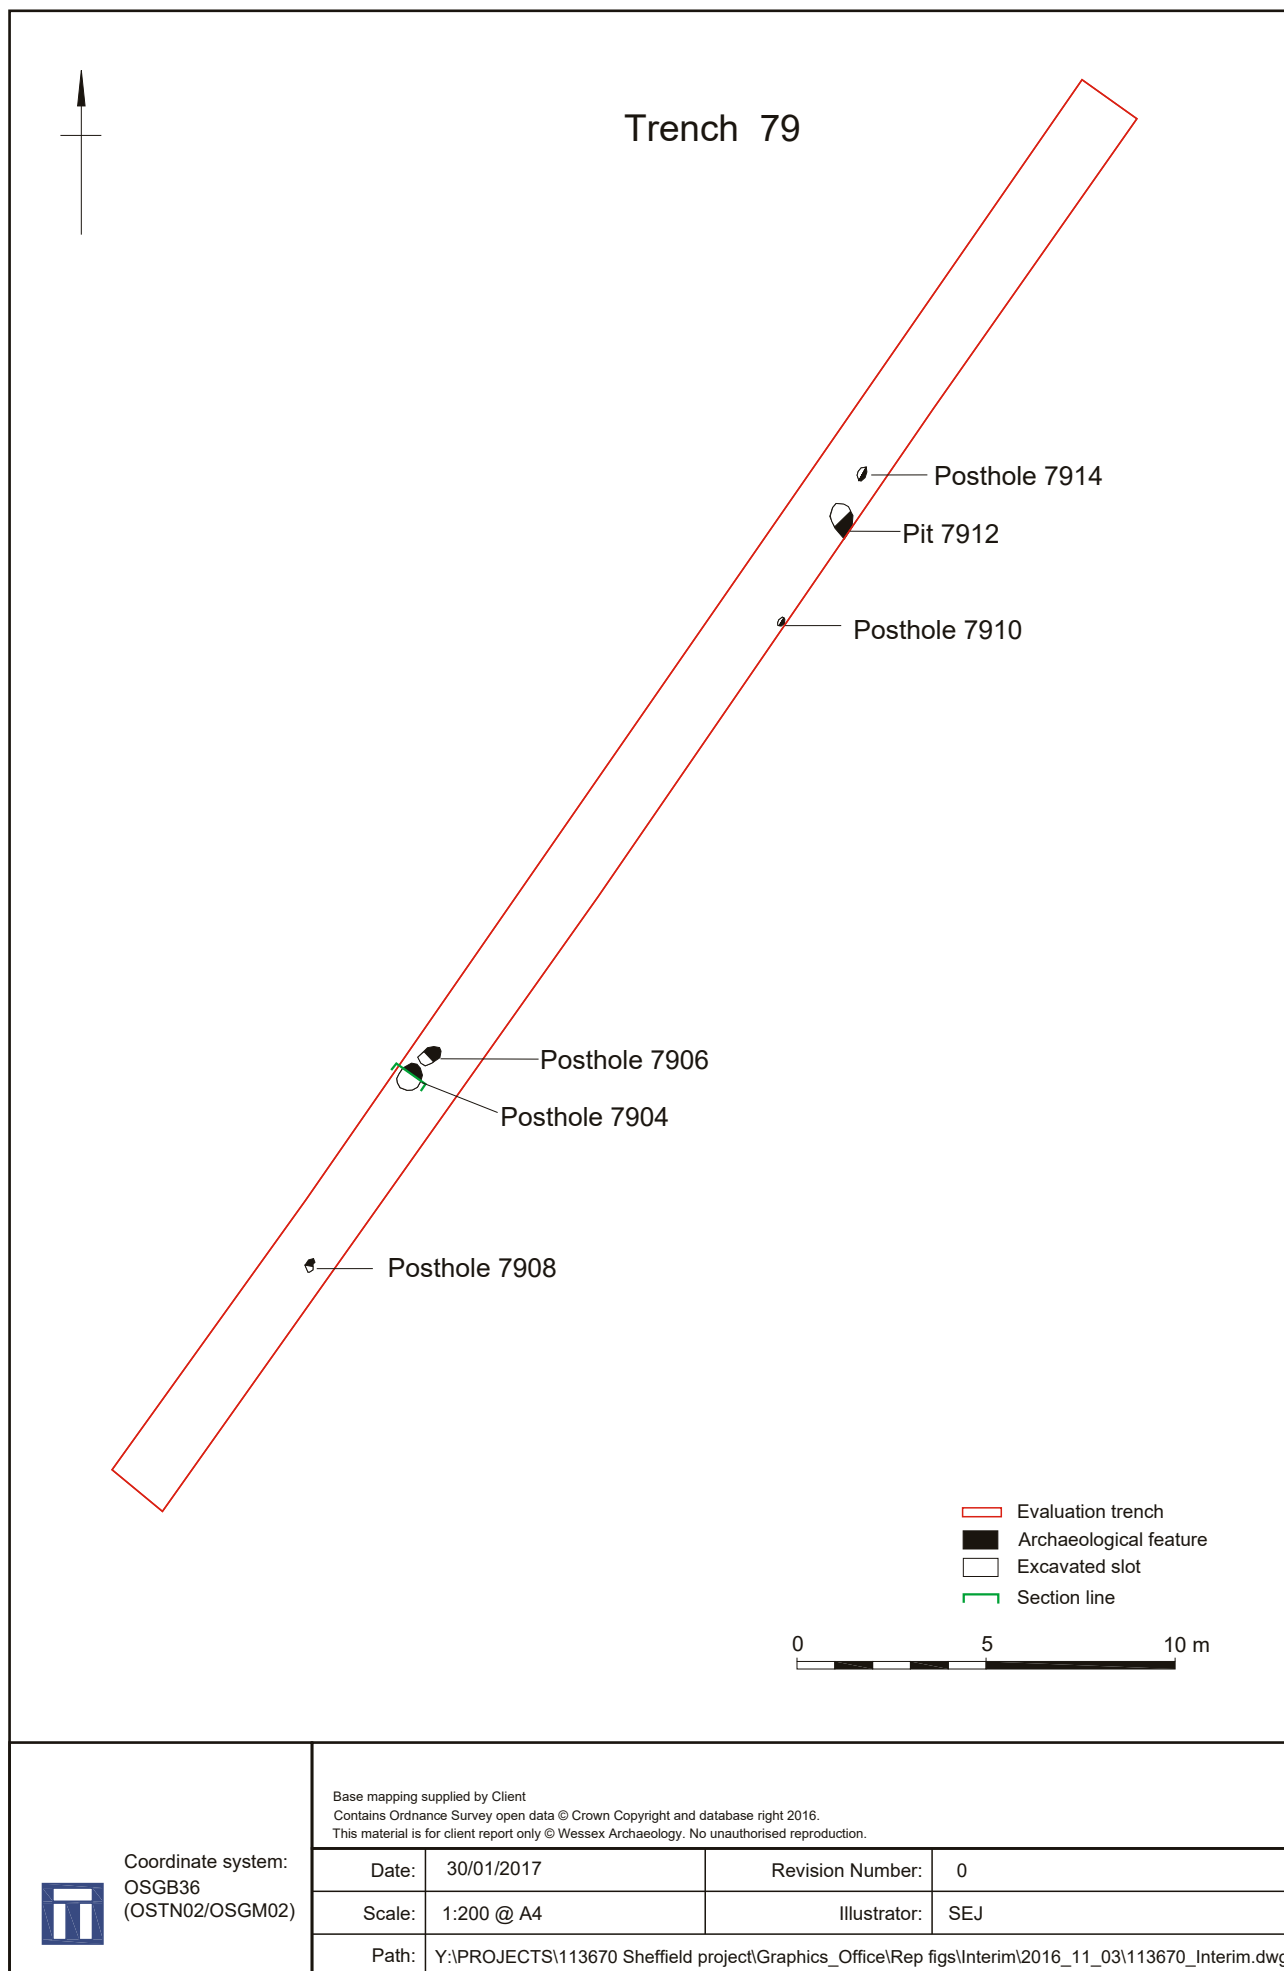 Trench 79
Posthole 7914
Pit 7912
Posthole 7910
Posthole 7906
Posthole 7904
Posthole 7908
Evaluation trench
Archaeological feature
Excavated slot
Section line
0 5 10 m
Base mapping supplied by Client
Contains Ordnance Survey open data © Crown Copyright and database right 2016.
This material is for client report only © Wessex Archaeology. No unauthorised reproduction.
Coordinate system:
OSGB36
(OSTN02/OSGM02)
Date: 30/01/2017 Revision Number: 0
Scale: 1:200 @ A4 Illustrator: SEJ
Path: Y:\PROJECTS\113670 Sheffield project\Graphics_Office\Rep figs\Interim\2016_11_03\113670_Interim.dwg